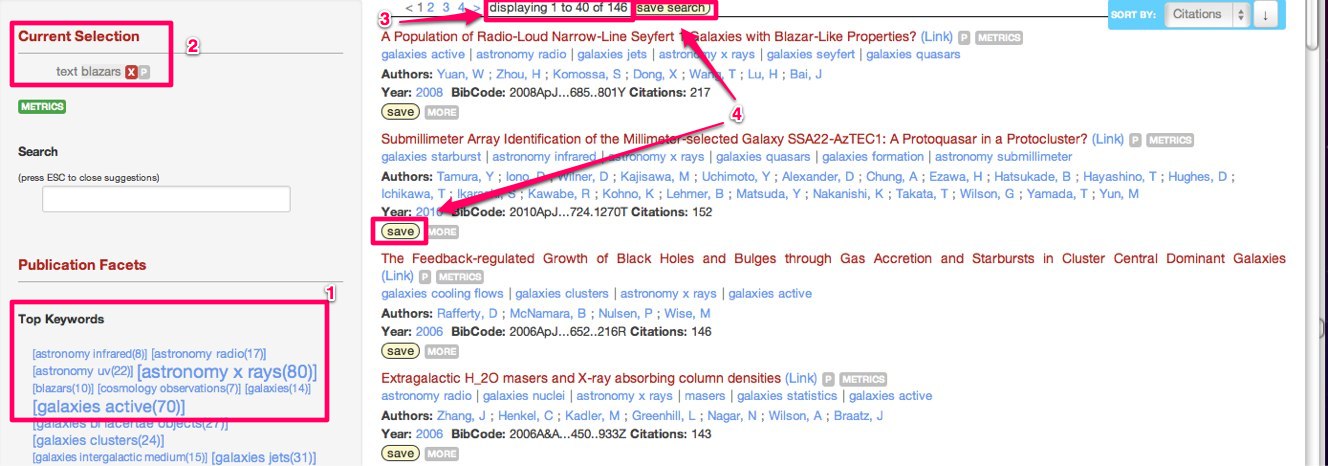 Current Selection
2
text blazars X P
METRICS
Search
(press ESC to close suggestions)
Publication Facets
1
Top Keywords
[astronomy infrared(8)] [astronomy radio(17)]
[astronomy uv(22)] [astronomy x rays(80)]
[blazars(10)] [cosmology observations(7)] [galaxies(14)]
[galaxies active(70)]
[galaxies bl lacertae objects(27)]
[galaxies clusters(24)]
[galaxies intergalactic medium(15)] [galaxies jets(31)]
3
< 1 2 3 4 > displaying 1 to 40 of 146 save search
SORT BY: Citations ↓
A Population of Radio-Loud Narrow-Line Seyfert 1 Galaxies with Blazar-Like Properties? (Link) P METRICS
galaxies active | astronomy radio | galaxies jets | astronomy x rays | galaxies seyfert | galaxies quasars
Authors: Yuan, W ; Zhou, H ; Komossa, S ; Dong, X ; Wang, T ; Lu, H ; Bai, J
Year: 2008 BibCode: 2008ApJ...685..801Y Citations: 217
save MORE
4
Submillimeter Array Identification of the Millimeter-selected Galaxy SSA22-AzTEC1: A Protoquasar in a Protocluster? (Link) P METRICS
galaxies starburst | astronomy infrared | astronomy x rays | galaxies quasars | galaxies formation | astronomy submillimeter
Authors: Tamura, Y ; Iono, D ; Wilner, D ; Kajisawa, M ; Uchimoto, Y ; Alexander, D ; Chung, A ; Ezawa, H ; Hatsukade, B ; Hayashino, T ; Hughes, D ;
Ichikawa, T ; Ikarashi, S ; Kawabe, R ; Kohno, K ; Lehmer, B ; Matsuda, Y ; Nakanishi, K ; Takata, T ; Wilson, G ; Yamada, T ; Yun, M
Year: 2010 BibCode: 2010ApJ...724.1270T Citations: 152
save MORE
The Feedback-regulated Growth of Black Holes and Bulges through Gas Accretion and Starbursts in Cluster Central Dominant Galaxies
(Link) P METRICS
galaxies cooling flows | galaxies clusters | astronomy x rays | galaxies active
Authors: Rafferty, D ; McNamara, B ; Nulsen, P ; Wise, M
Year: 2006 BibCode: 2006ApJ...652..216R Citations: 146
save MORE
Extragalactic H_2O masers and X-ray absorbing column densities (Link) P METRICS
astronomy radio | galaxies nuclei | astronomy x rays | masers | galaxies statistics | galaxies active
Authors: Zhang, J ; Henkel, C ; Kadler, M ; Greenhill, L ; Nagar, N ; Wilson, A ; Braatz, J
Year: 2006 BibCode: 2006A&A...450..933Z Citations: 143
save MORE